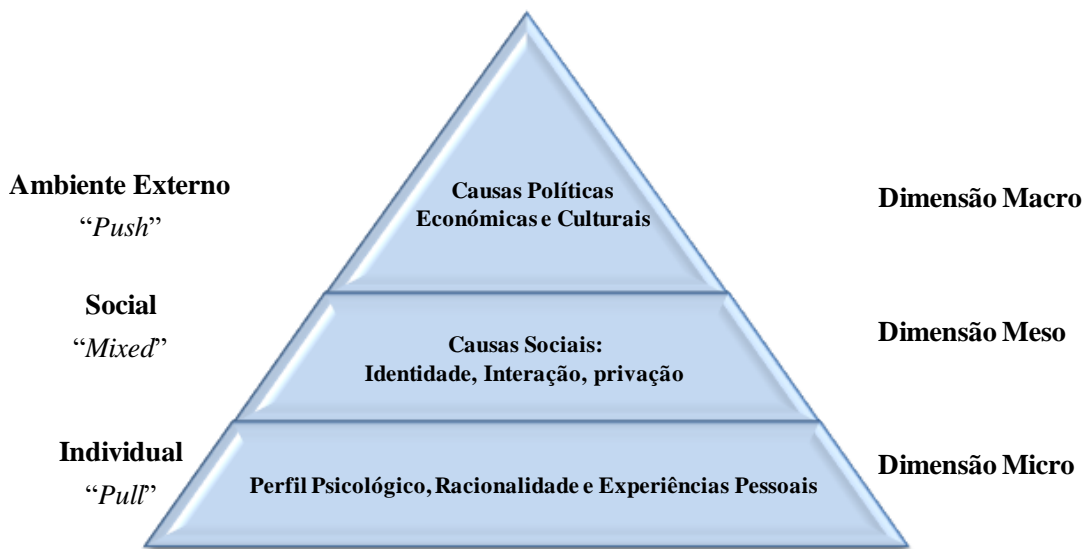 Ambiente Externo
“Push”
Causas Políticas
Económicas e Culturais
Dimensão Macro
Social
“Mixed”
Causas Sociais:
Identidade, Interação, privação
Dimensão Meso
Individual
“Pull”
Perfil Psicológico, Racionalidade e Experiências Pessoais
Dimensão Micro